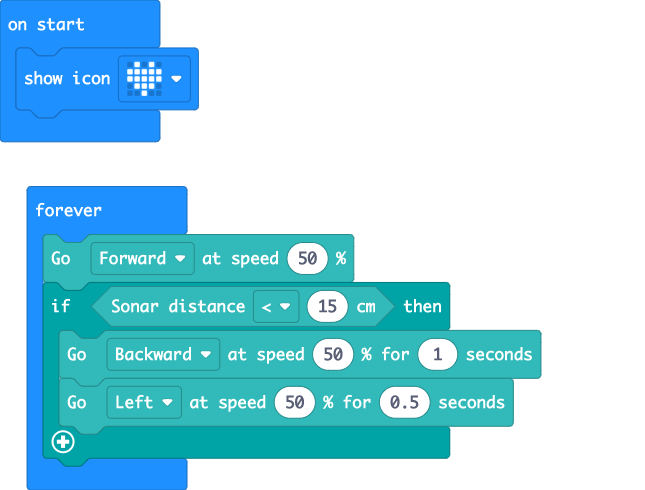 on start
show icon
forever
Go Forward at speed 50 %
if Sonar distance < 15 cm then
Go Backward at speed 50 % for 1 seconds
Go Left at speed 50 % for 0.5 seconds